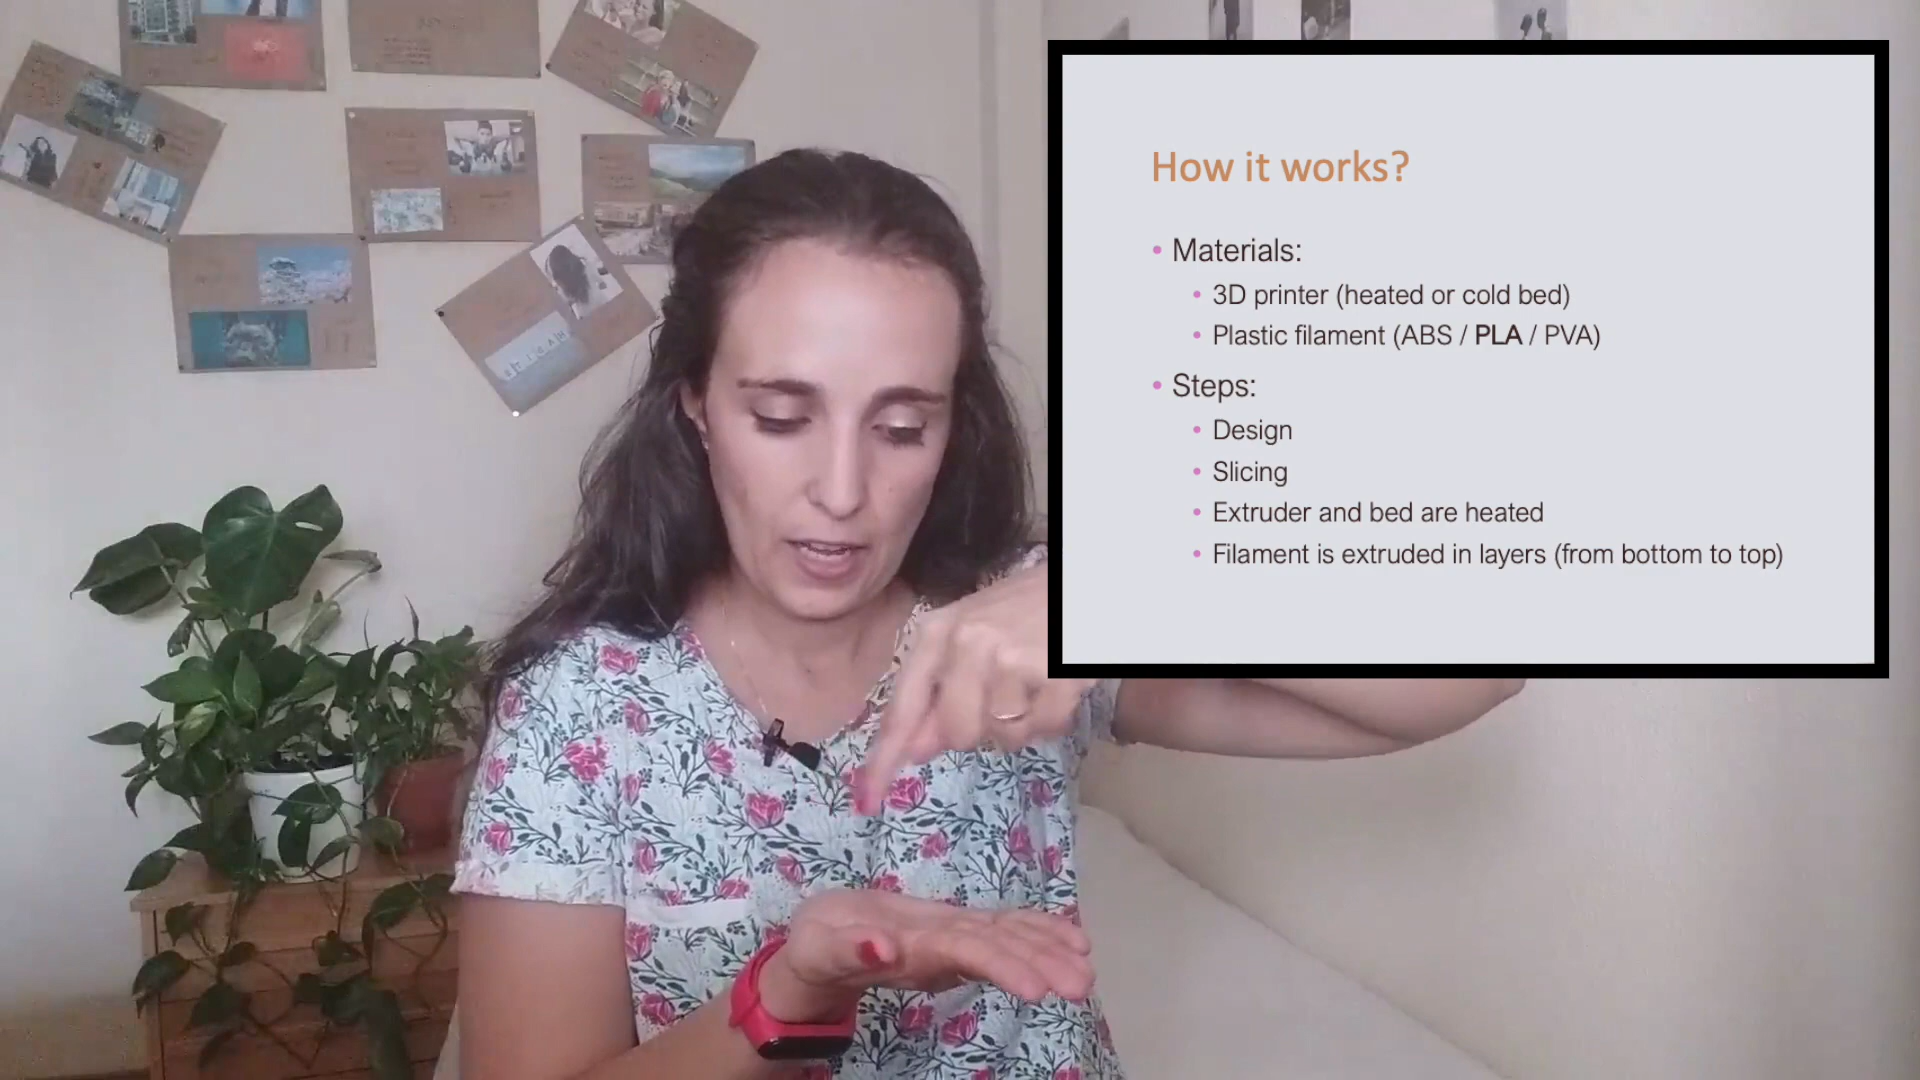 How it works?
• Materials:
• 3D printer (heated or cold bed)
• Plastic filament (ABS / PLA / PVA)
• Steps:
• Design
• Slicing
• Extruder and bed are heated
• Filament is extruded in layers (from bottom to top)